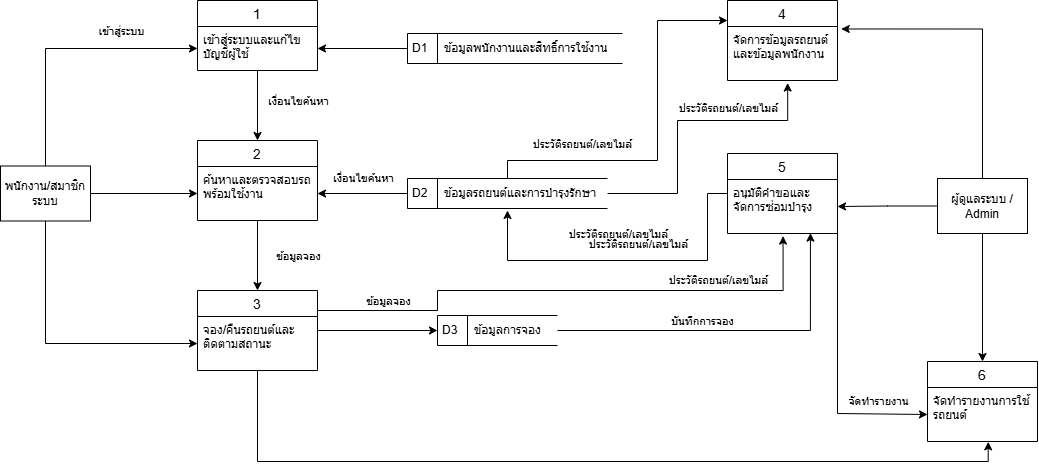 เข้าสู่ระบบ
1
เข้าสู่ระบบและแก้ไข
บัญชีผู้ใช้
D1
ข้อมูลพนักงานและสิทธิ์การใช้งาน
4
จัดการข้อมูลรถยนต์
และข้อมูลพนักงาน
เงื่อนไขค้นหา
ประวัติรถยนต์/เลขไมล์
ประวัติรถยนต์/เลขไมล์
2
ค้นหาและตรวจสอบรถ
พร้อมใช้งาน
เงื่อนไขค้นหา
D2
ข้อมูลรถยนต์และการบำรุงรักษา
5
อนุมัติคำขอและ
จัดการซ่อมบำรุง
พนักงาน/สมาชิก
ระบบ
ผู้ดูแลระบบ /
Admin
ประวัติรถยนต์/เลขไมล์
ประวัติรถยนต์/เลขไมล์
ข้อมูลจอง
ประวัติรถยนต์/เลขไมล์
3
จอง/คืนรถยนต์และ
ติดตามสถานะ
ข้อมูลจอง
D3
ข้อมูลการจอง
บันทึกการจอง
6
จัดทำรายงานการใช้
รถยนต์
จัดทำรายงาน